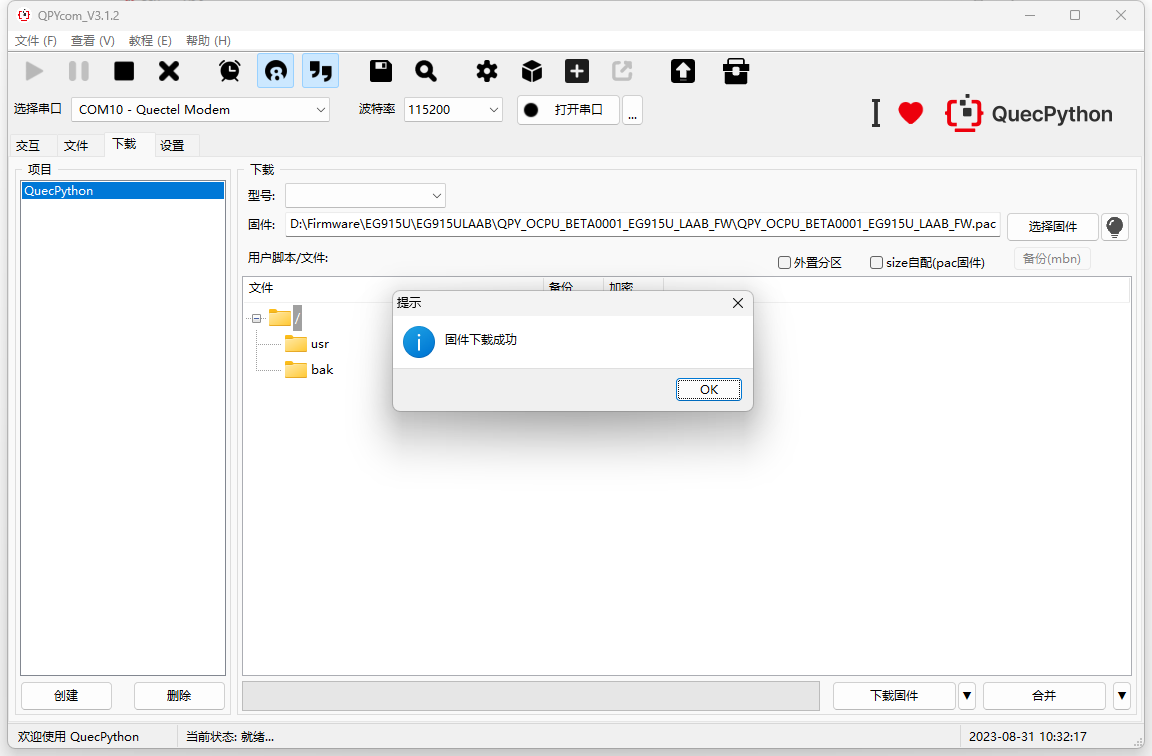 QPYcom_V3.1.2
文件 (F) 查看 (V) 教程 (E) 帮助 (H)
选择串口 COM10 - Quectel Modem 波特率 115200 打开串口 ... I QuecPython
交互 文件 下载 设置
项目
QuecPython
下载
型号:
固件: D:\Firmware\EG915U\EG915ULAAB\QPY_OCPU_BETA0001_EG915U_LAAB_FW\QPY_OCPU_BETA0001_EG915U_LAAB_FW.pac 选择固件
用户脚本/文件: 外置分区 size自配(pac固件) 备份(mbn)
文件 备份 加密
/
usr
bak
提示
固件下载成功
OK
创建 删除 下载固件 合并
欢迎使用 QuecPython 当前状态: 就绪... 2023-08-31 10:32:17